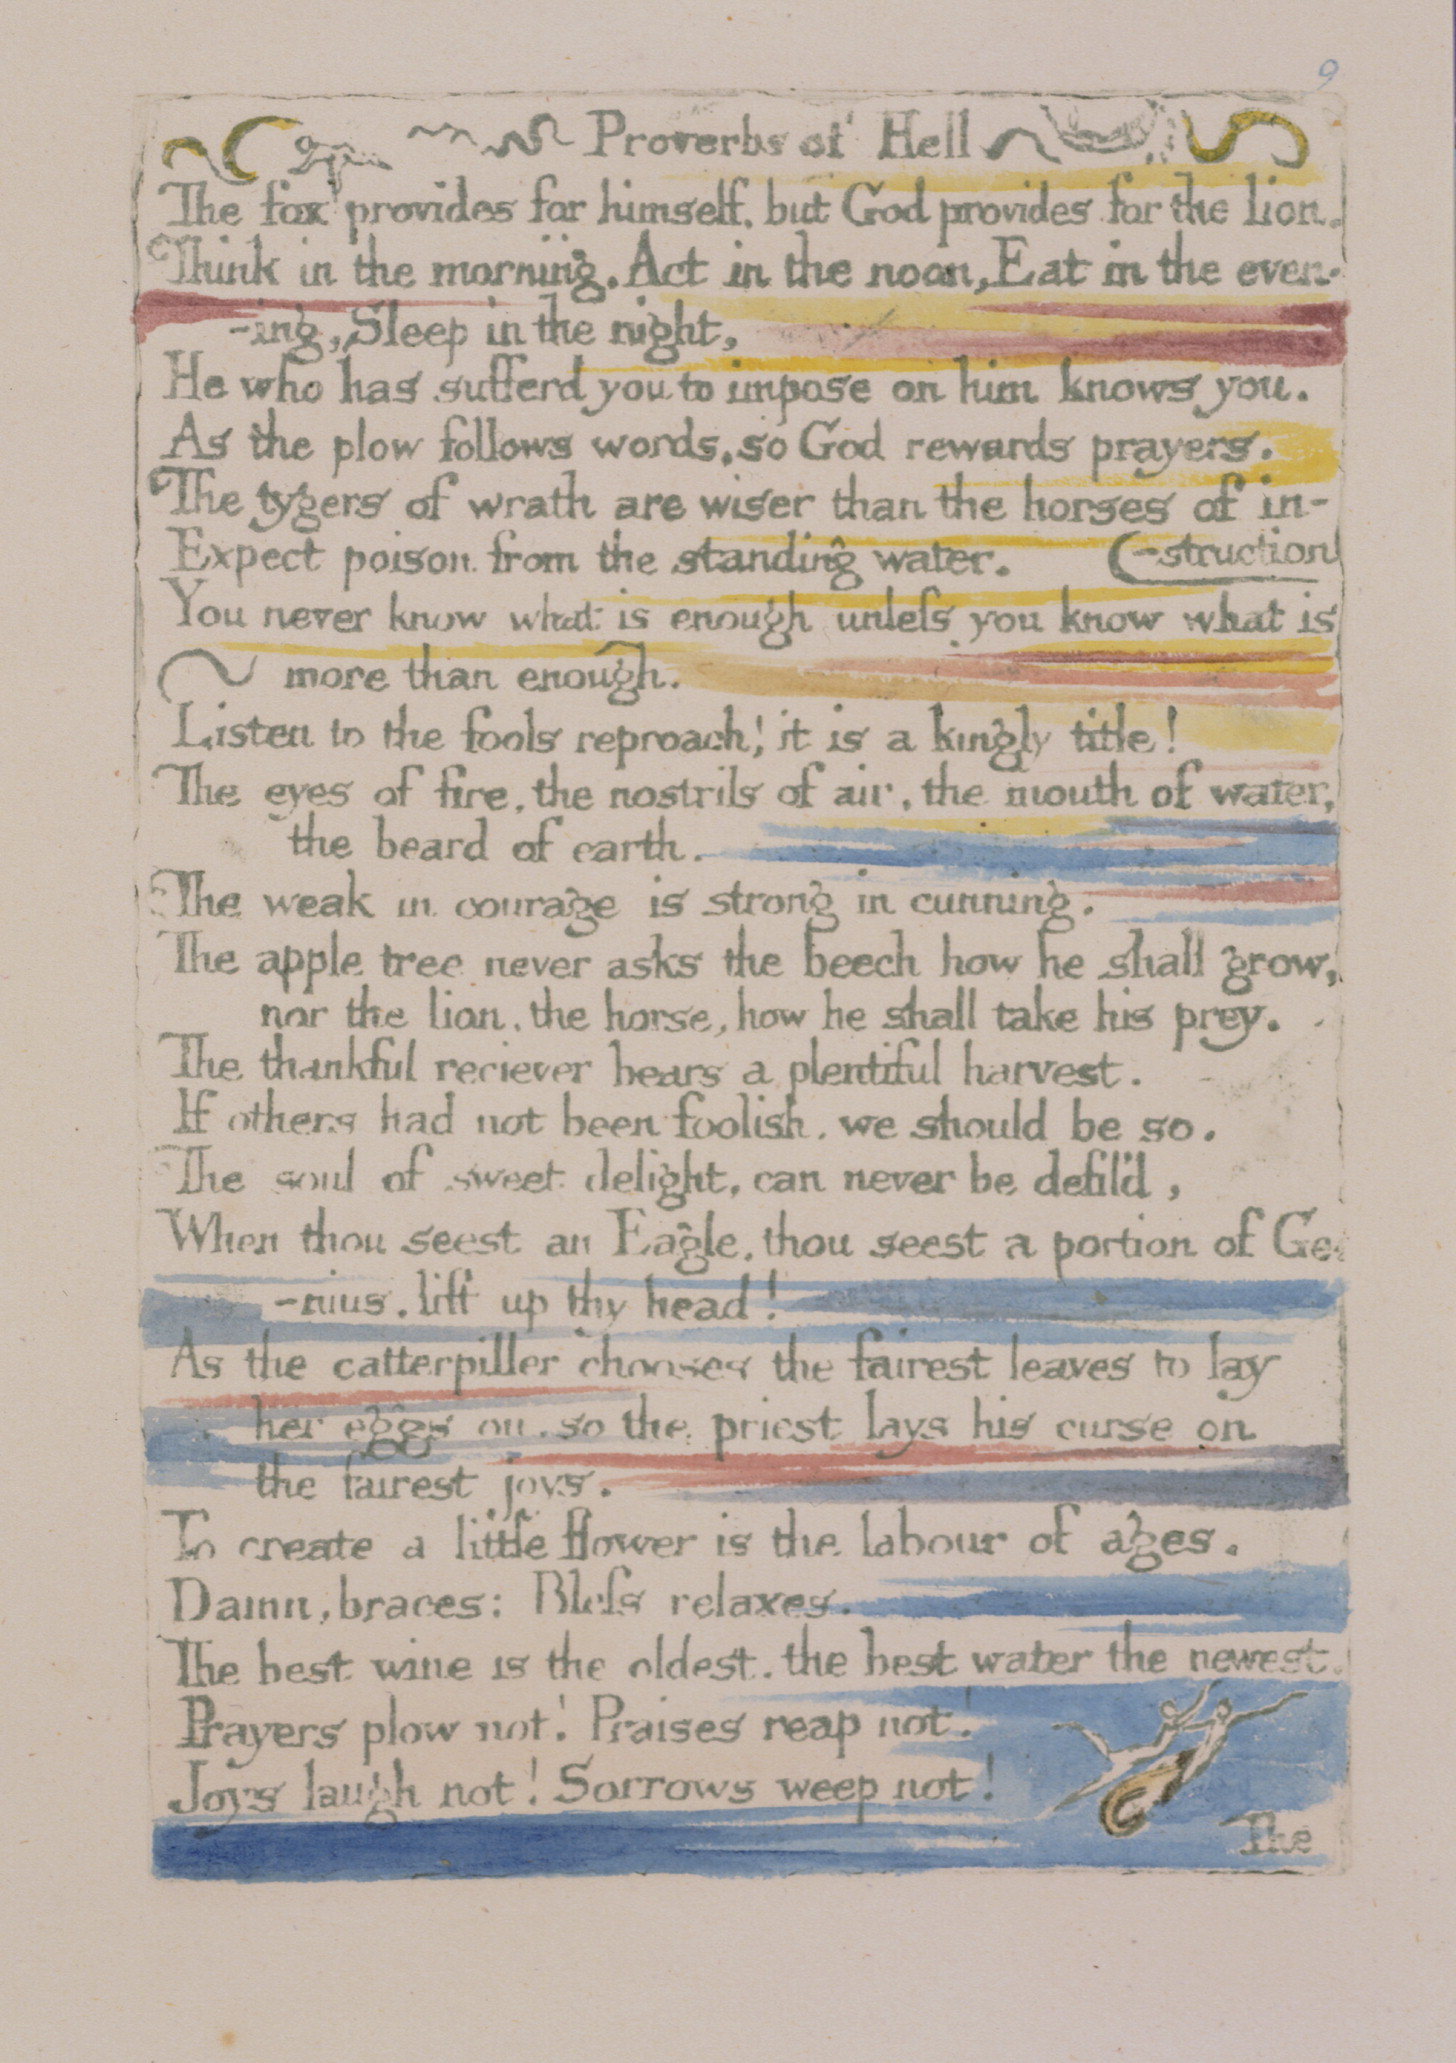 9
Proverbs of Hell
The fox provides for himself. but God provides for the lion.
Think in the morning. Act in the noon, Eat in the even-
-ing, Sleep in the night,
He who has sufferd you to impose on him knows you.
As the plow follows words, so God rewards prayers.
The tygers of wrath are wiser than the horses of in-
Expect poison from the standing water. (-struction
You never know what is enough unleſs you know what is
more than enough.
Listen to the fools reproach! it is a kingly title!
The eyes of fire, the nostrils of air, the mouth of water,
the beard of earth.
The weak in courage is strong in cunning.
The apple tree never asks the beech how he shall grow,
nor the lion. the horse, how he shall take his prey.
The thankful reciever bears a plentiful harvest.
If others had not been foolish. we should be so.
The soul of sweet delight, can never be defil'd,
When thou seest an Eagle, thou seest a portion of Ge-
-nius. lift up thy head!
As the catterpiller chooses the fairest leaves to lay
her eggs on, so the priest lays his curse on
the fairest joys.
To create a little flower is the labour of ages.
Damn, braces: Bleſs relaxes.
The best wine is the oldest. the best water the newest.
Prayers plow not! Praises reap not!
Joys laugh not! Sorrows weep not!
The